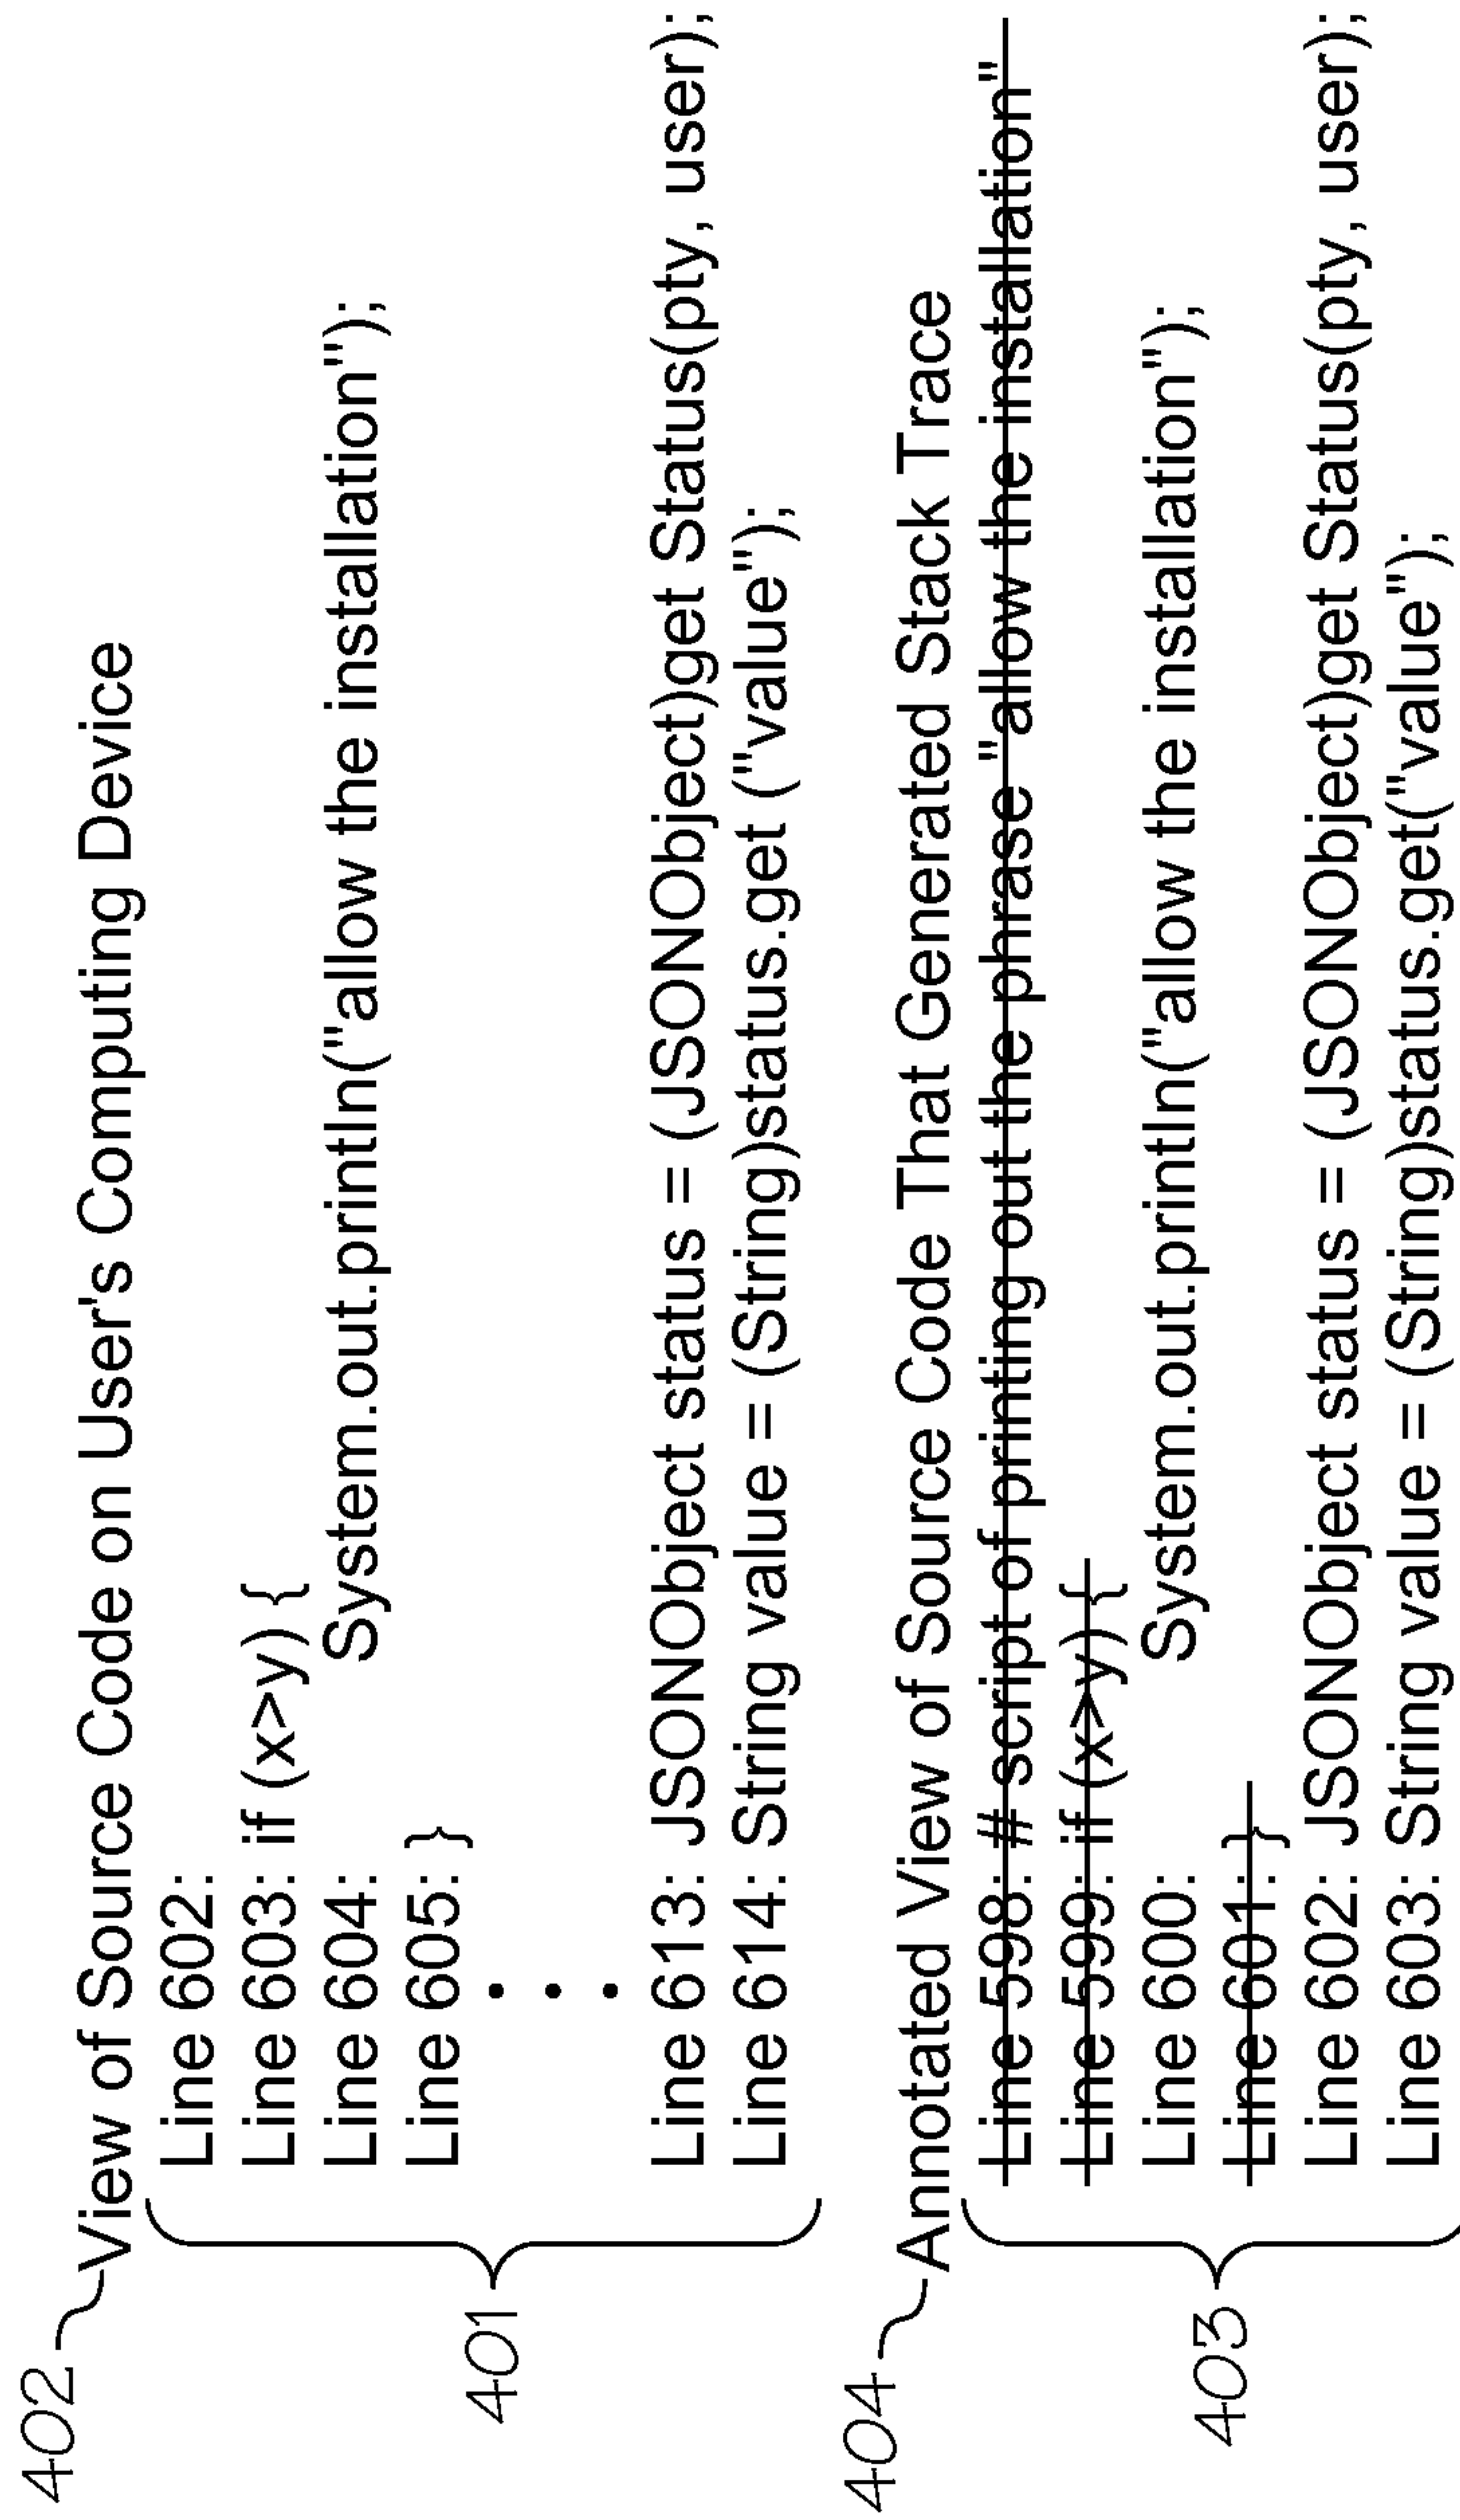 402
View of Source Code on User's Computing Device
401
Line 602:
Line 603: if (x>y) {
Line 604: System.out.println("allow the installation");
Line 605: }
Line 613: JSONObject status = (JSONObject)get Status(pty, user);
Line 614: String value = (String)status.get ("value");
404
Annotated View of Source Code That Generated Stack Trace
403
Line 598: # script of printing out the phrase "allow the installation"
Line 599: if (x>y) {
Line 600: System.out.println("allow the installation");
Line 601: }
Line 602: JSONObject status = (JSONObject)get Status(pty, user);
Line 603: String value = (String)status.get("value");